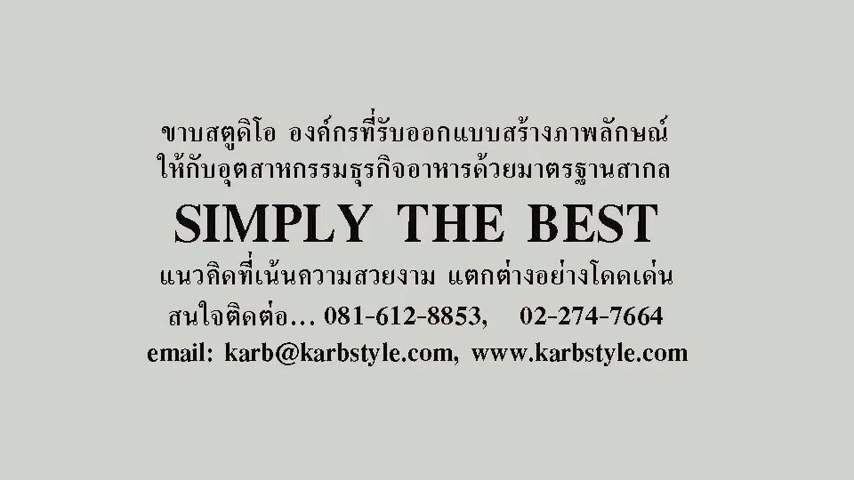 ขาบสตูดิโอ องค์กรที่รับออกแบบสร้างภาพลักษณ์
ให้กับอุตสาหกรรมธุรกิจอาหารด้วยมาตรฐานสากล
SIMPLY THE BEST
แนวคิดที่เน้นความสวยงาม แตกต่างอย่างโดดเด่น
สนใจติดต่อ... 081-612-8853, 02-274-7664
email: karb@karbstyle.com, www.karbstyle.com